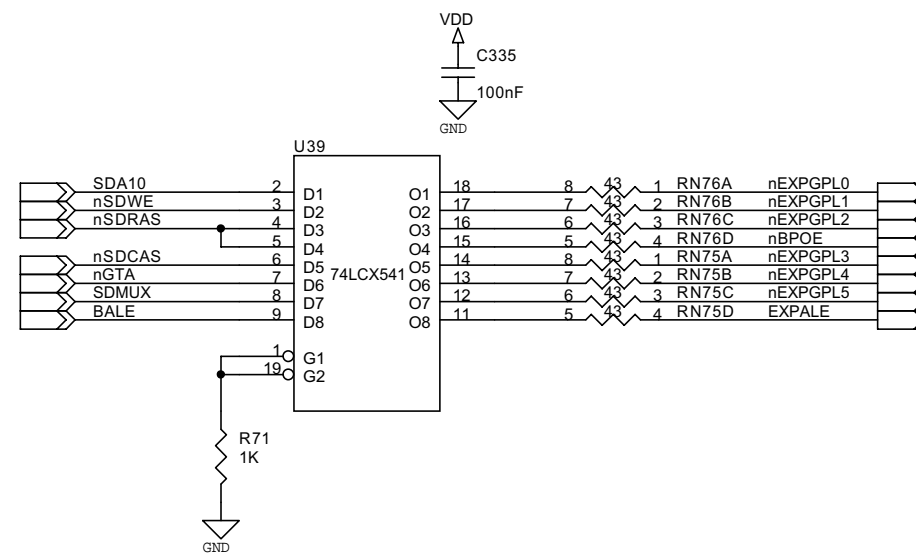 VDD
C335
100nF
GND
U39
SDA10 2 D1 O1 18 8 43 1 RN76A nEXPGPL0
nSDWE 3 D2 O2 17 7 43 2 RN76B nEXPGPL1
nSDRAS 4 D3 O3 16 6 43 3 RN76C nEXPGPL2
5 D4 O4 15 5 43 4 RN76D nBPOE
nSDCAS 6 D5 O5 14 8 43 1 RN75A nEXPGPL3
nGTA 7 D6 74LCX541 O6 13 7 43 2 RN75B nEXPGPL4
SDMUX 8 D7 O7 12 6 43 3 RN75C nEXPGPL5
BALE 9 D8 O8 11 5 43 4 RN75D EXPALE
1 G1
19 G2
R71
1K
GND